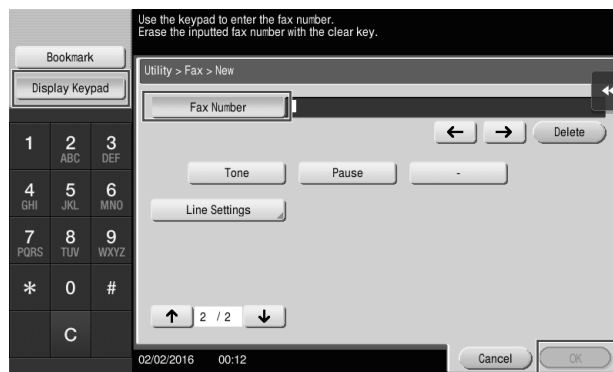 Use the keypad to enter the fax number.
Erase the inputted fax number with the clear key.
Bookmark
Display Keypad
Utility > Fax > New
Fax Number
← → Delete
1 2 ABC 3 DEF
4 GHI 5 JKL 6 MNO
7 PQRS 8 TUV 9 WXYZ
* 0 #
C
Tone Pause -
Line Settings
↑ 2 / 2 ↓
02/02/2016 00:12
Cancel OK